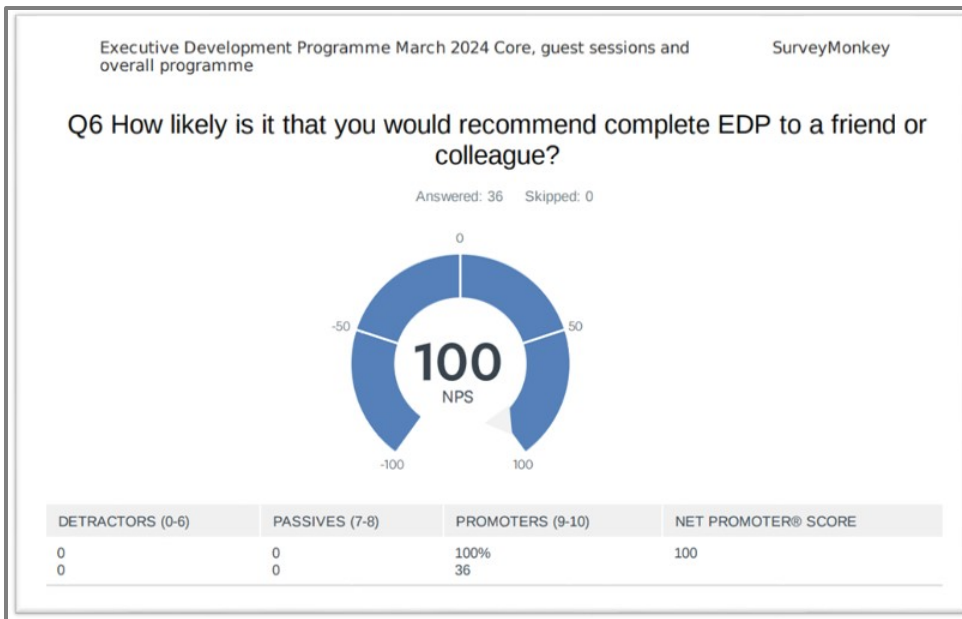 Executive Development Programme March 2024 Core, guest sessions and
overall programme
SurveyMonkey
Q6 How likely is it that you would recommend complete EDP to a friend or
colleague?
Answered: 36 Skipped: 0
0
-50
50
100
NPS
-100
100
DETRACTORS (0-6) PASSIVES (7-8) PROMOTERS (9-10) NET PROMOTER® SCORE
0 0 100% 100
0 0 36